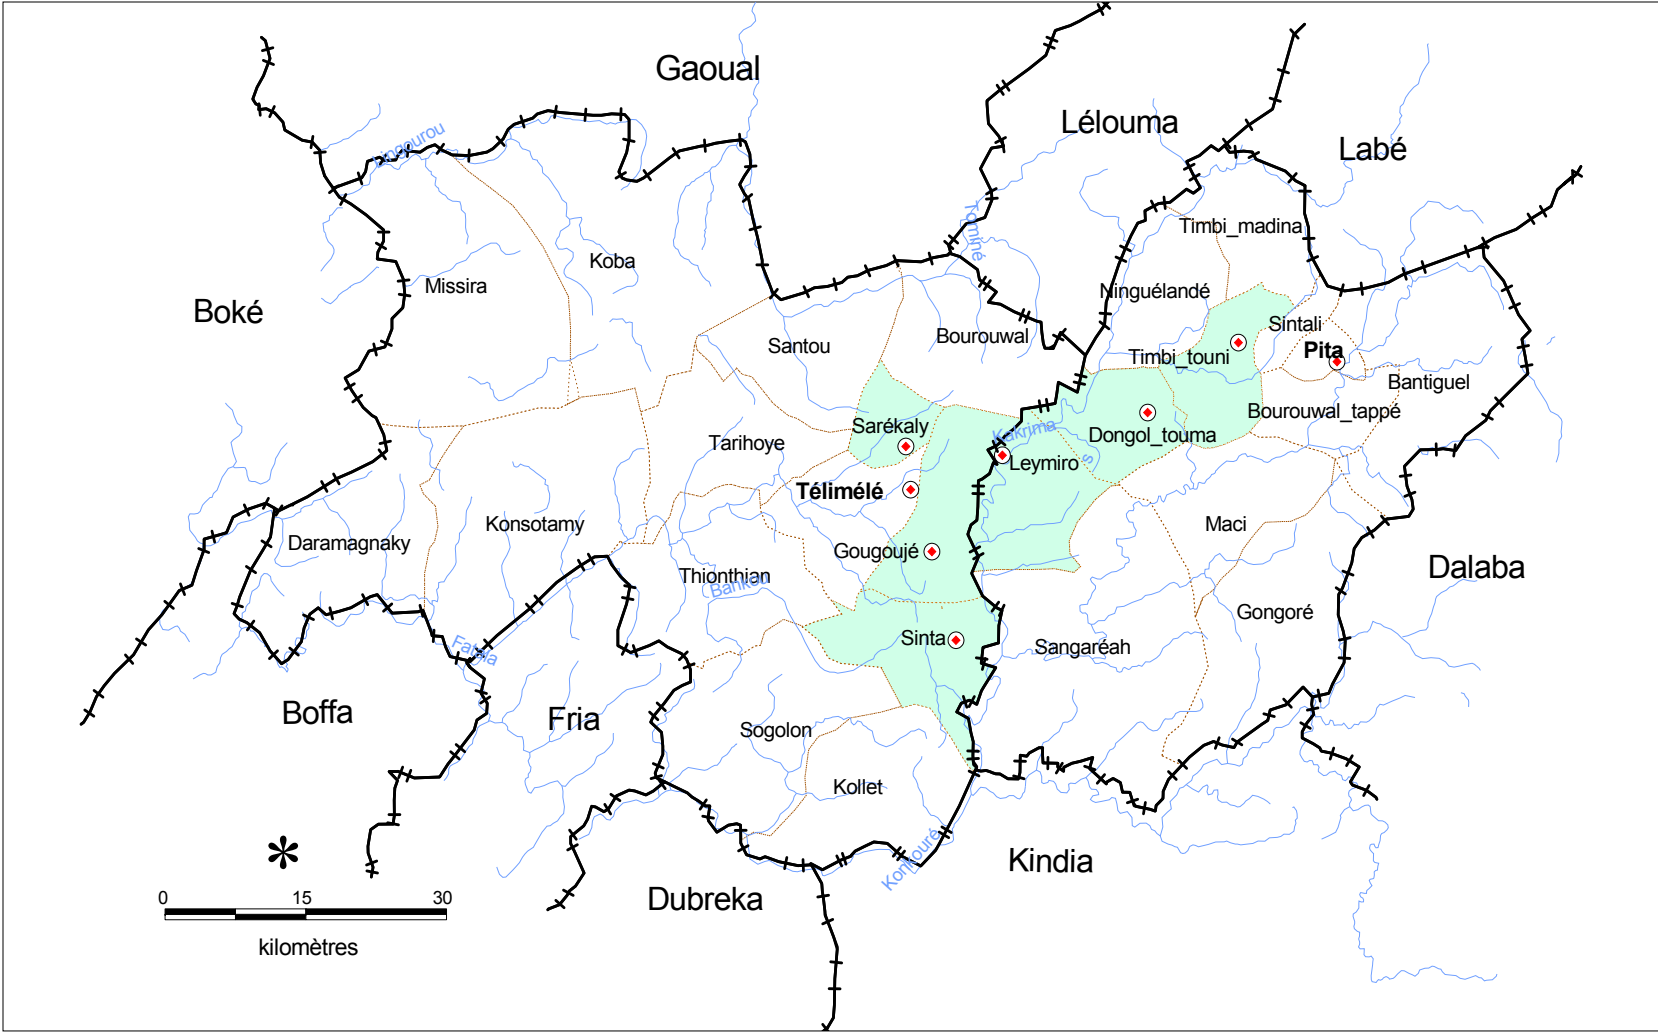 Gaoual
Lélouma
Labé
Tingourou
Timbi_madina
Tominé
Koba
Missira
Ninguélandé
Boké
Sintali
Bourouwal
Santou
Pita
Timbi_touni
Bantiguel
Bourouwal_tappé
Sarékaly
Kakrima
Dongol_touma
Tarihoye
Leymiro
s
Télimélé
Konsotamy
Maci
Daramagnaky
Gougoujé
Dalaba
Thionthian
Bankou
Gongoré
Sinta
Sangaréah
Fatala
Boffa
Fria
Sogolon
Kollet
*
Konkouré
Kindia
Dubreka
0 15 30
kilomètres